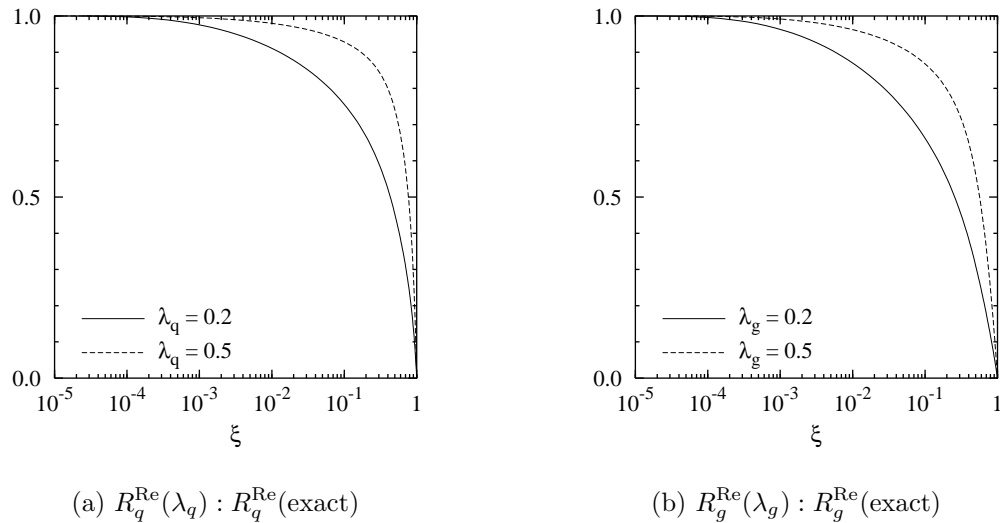 1.0
0.5
0.0
λq = 0.2
λq = 0.5
10-5 10-4 10-3 10-2 10-1 1
ξ
(a) RqRe(λq) : RqRe(exact)
1.0
0.5
0.0
λg = 0.2
λg = 0.5
10-5 10-4 10-3 10-2 10-1 1
ξ
(b) RgRe(λg) : RgRe(exact)